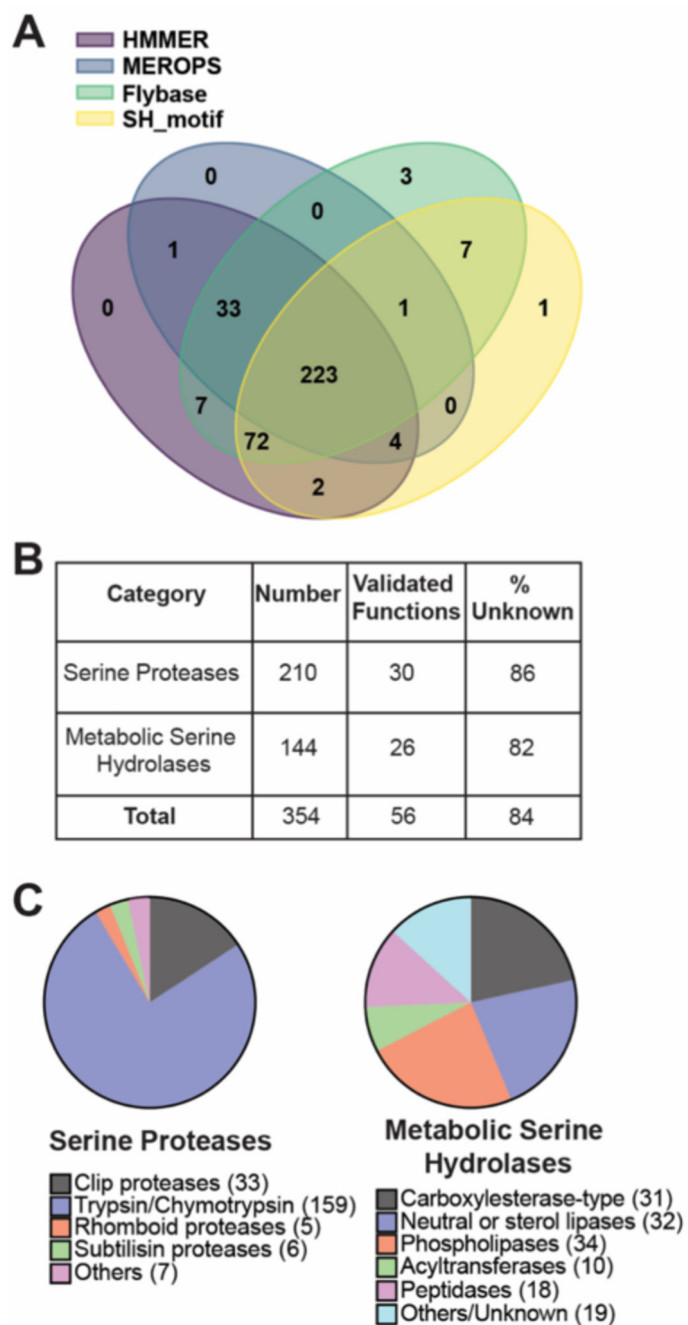 A
HMMER
MEROPS
Flybase
SH_motif
0
3
0
1
7
0
33
1
1
223
7
0
72
4
2
B
Category
Number
Validated
Functions
%
Unknown
Serine Proteases
210
30
86
Metabolic Serine
Hydrolases
144
26
82
Total
354
56
84
C
Serine Proteases
Clip proteases (33)
Trypsin/Chymotrypsin (159)
Rhomboid proteases (5)
Subtilisin proteases (6)
Others (7)
Metabolic Serine
Hydrolases
Carboxylesterase-type (31)
Neutral or sterol lipases (32)
Phospholipases (34)
Acyltransferases (10)
Peptidases (18)
Others/Unknown (19)